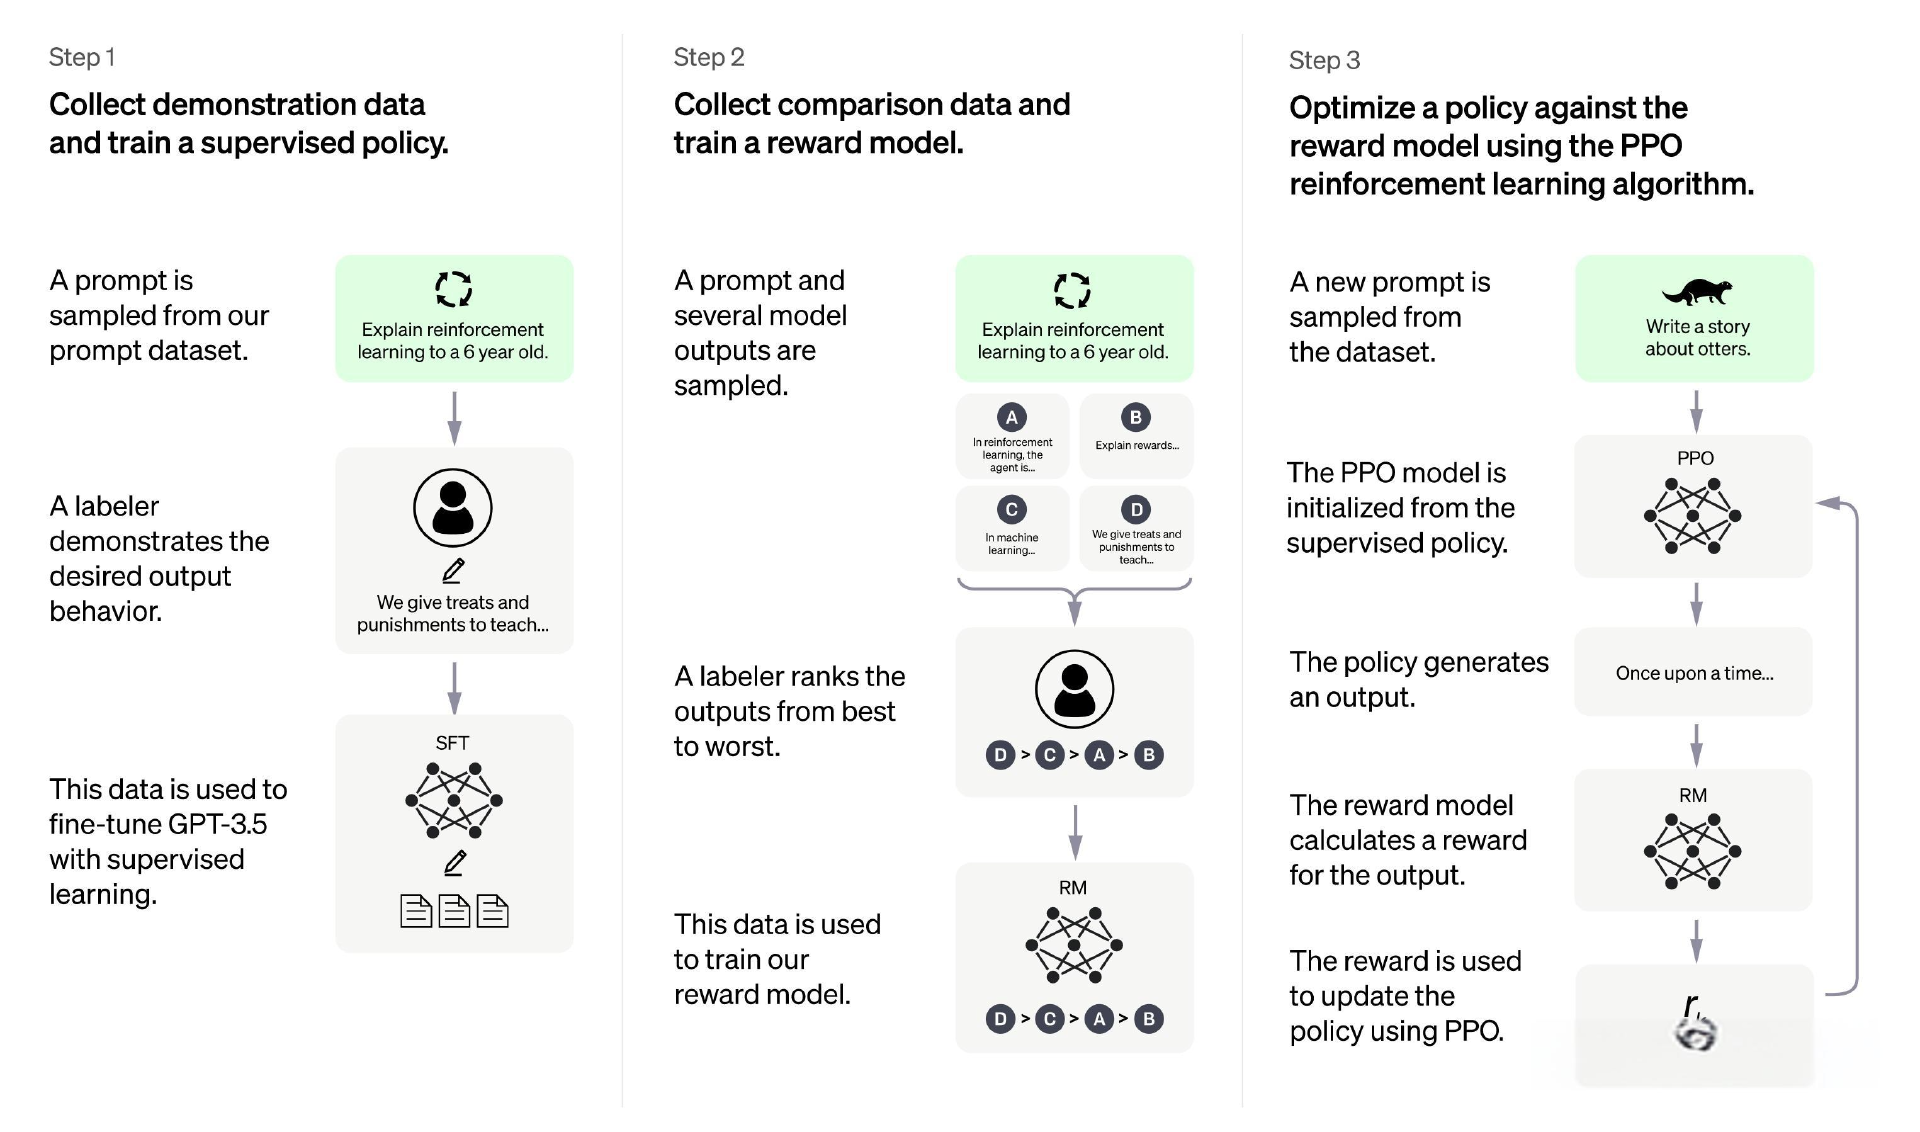 Step 1
Collect demonstration data
and train a supervised policy.
A prompt is
sampled from our
prompt dataset.
Explain reinforcement
learning to a 6 year old.
A labeler
demonstrates the
desired output
behavior.
We give treats and
punishments to teach...
This data is used to
fine-tune GPT-3.5
with supervised
learning.
SFT
Step 2
Collect comparison data and
train a reward model.
A prompt and
several model
outputs are
sampled.
Explain reinforcement
learning to a 6 year old.
A
In reinforcement
learning, the
agent is...
B
Explain rewards...
C
In machine
learning...
D
We give treats and
punishments to
teach...
A labeler ranks the
outputs from best
to worst.
D > C > A > B
This data is used
to train our
reward model.
RM
D > C > A > B
Step 3
Optimize a policy against the
reward model using the PPO
reinforcement learning algorithm.
A new prompt is
sampled from
the dataset.
Write a story
about otters.
The PPO model is
initialized from the
supervised policy.
PPO
The policy generates
an output.
Once upon a time...
The reward model
calculates a reward
for the output.
RM
The reward is used
to update the
policy using PPO.
r